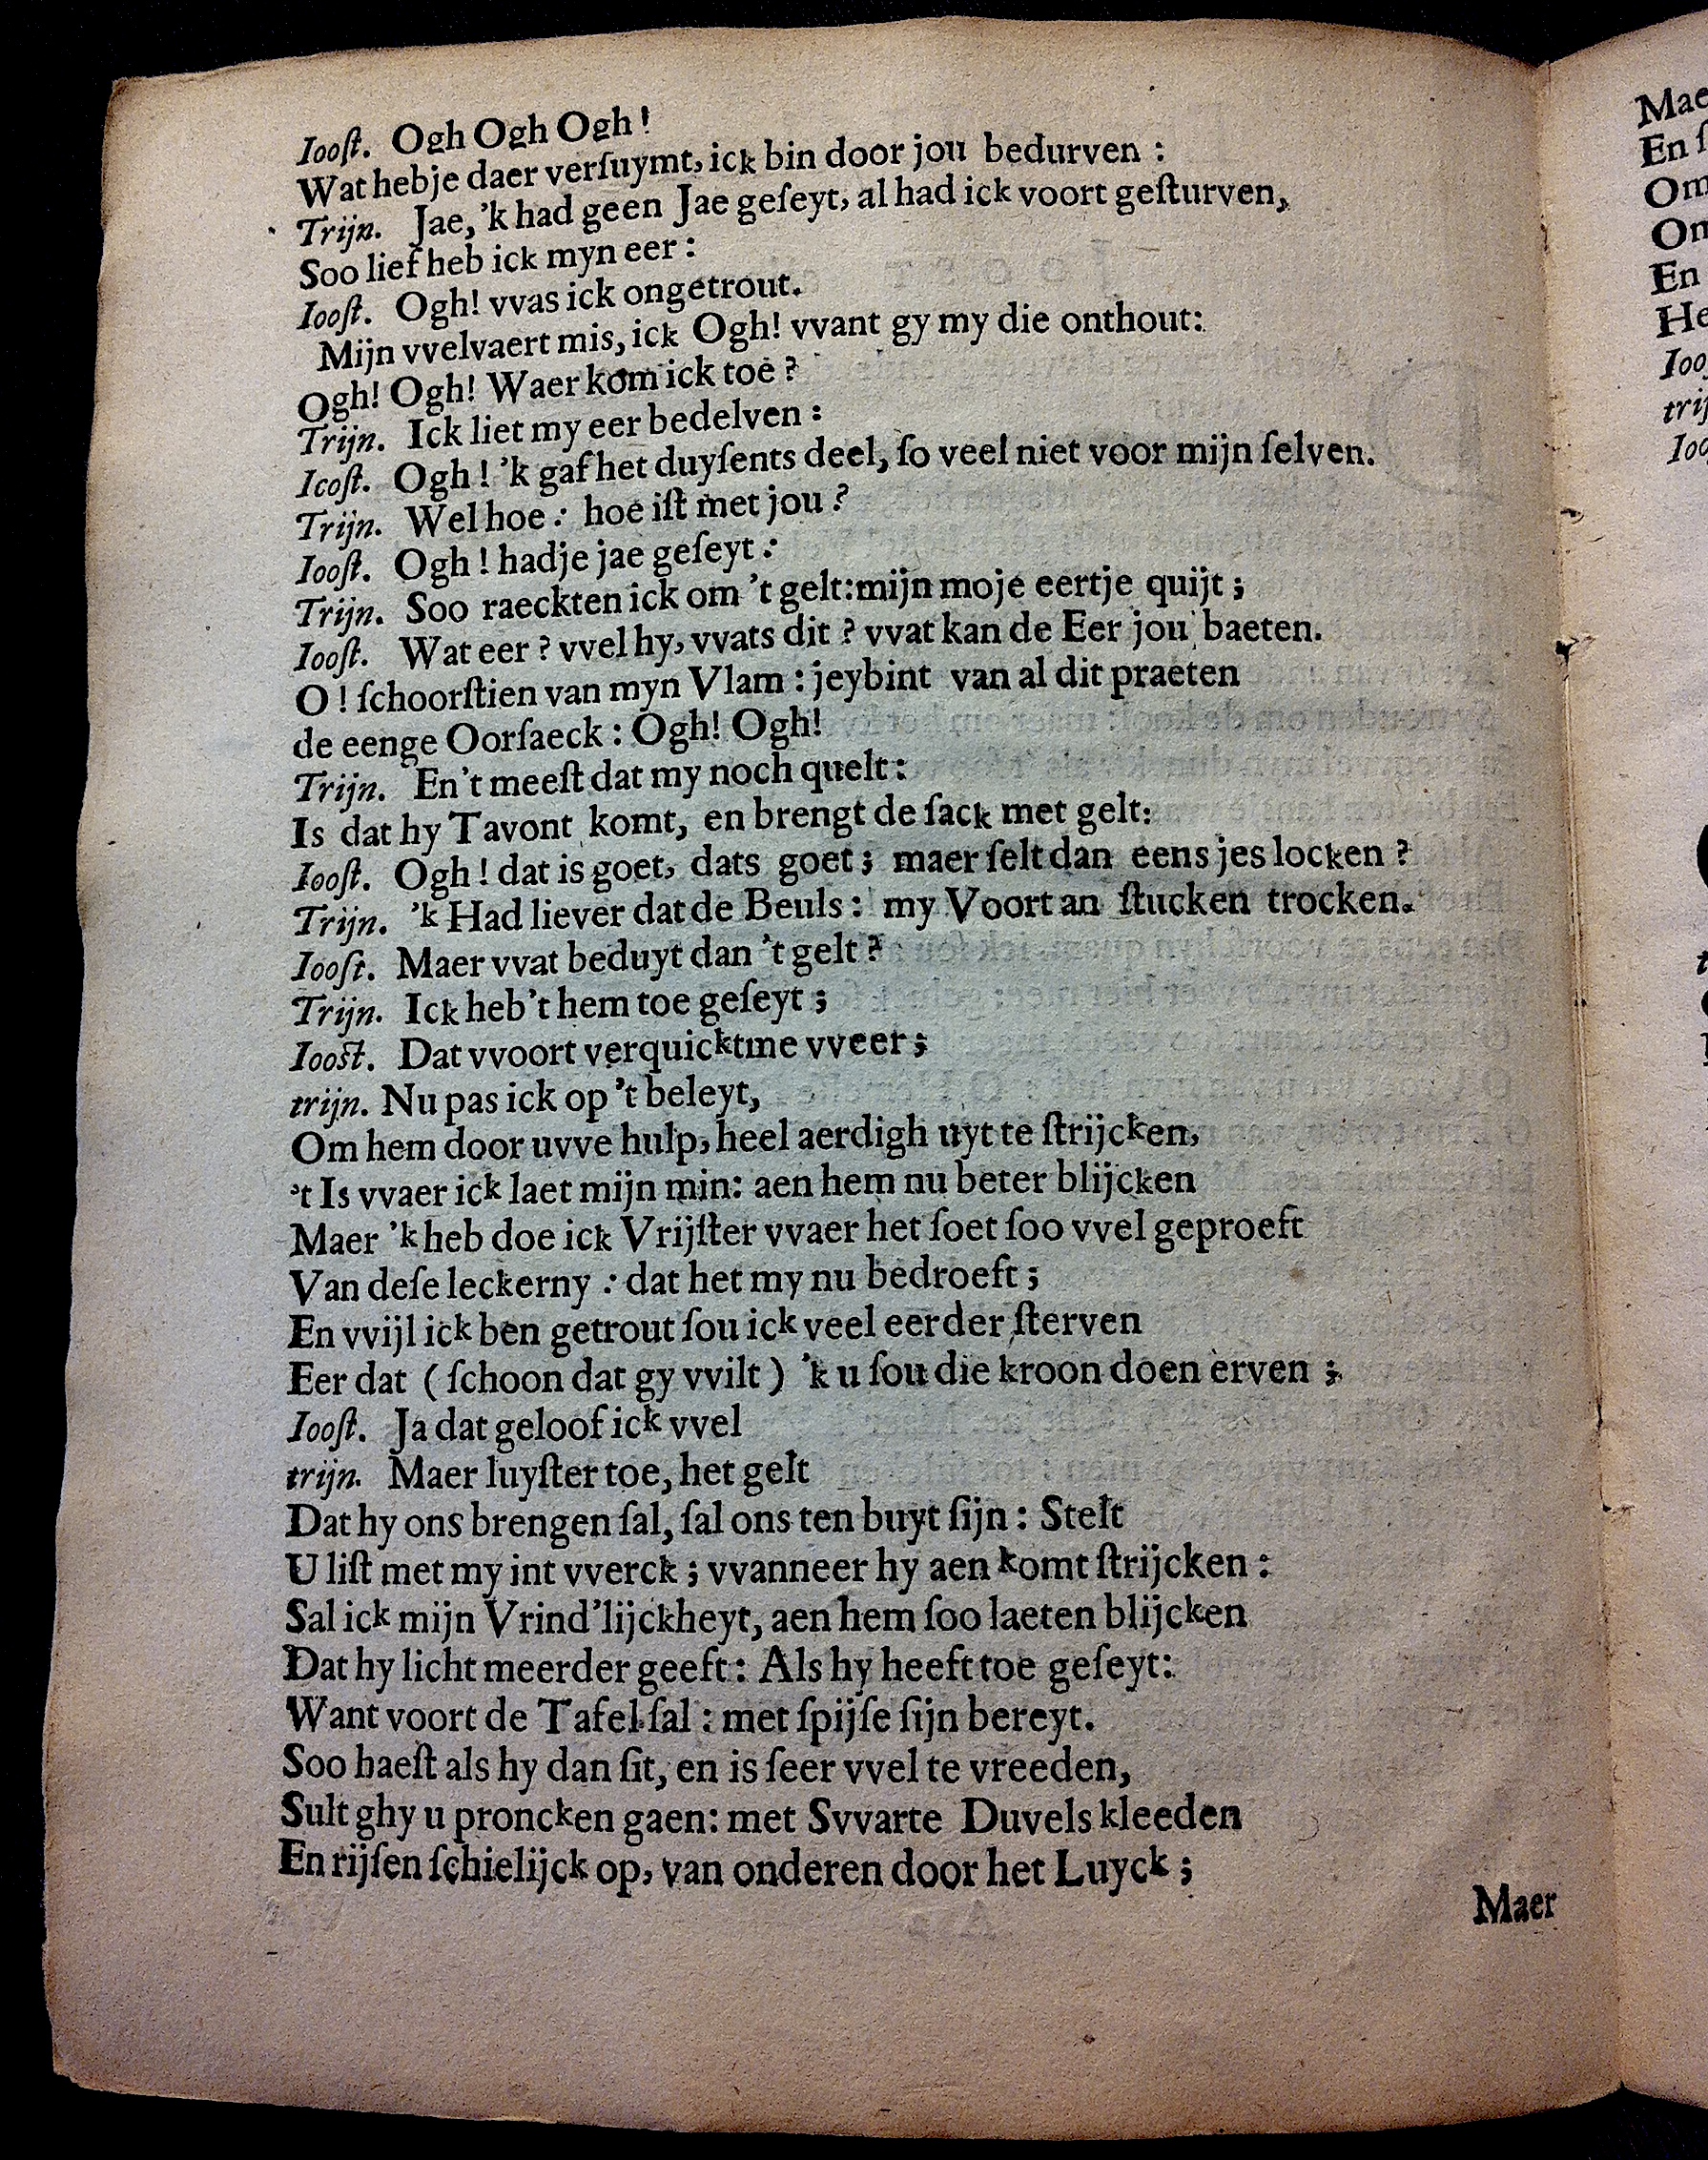 Iooſt. Ogh Ogh Ogh!
Wat hebje daer verſuymt, ick bin door jou bedurven :
Trijn. Jae, 'k had geen Jae geſeyt, al had ick voort geſturven,
Soo lief heb ick myn eer :
Iooſt. Ogh! vvas ick ongetrout.
Mijn vvelvaert mis, ick Ogh! vvant gy my die onthout:
Ogh! Ogh! Waer kom ick toe ?
Trijn. Ick liet my eer bedelven :
Icoſt. Ogh ! 'k gaf het duyſents deel, ſo veel niet voor mijn ſelven.
Trijn. Wel hoe : hoe iſt met jou ?
Iooſt. Ogh ! hadje jae geſeyt :
Trijn. Soo raeckten ick om 't gelt: mijn moje eertje quijt ;
Iooſt. Wat eer ? vvel hy, vvats dit ? vvat kan de Eer jou baeten.
O ! ſchoorſtien van myn Vlam : jeybint van al dit praeten
de eenge Oorſaeck : Ogh! Ogh!
Trijn. En't meeſt dat my noch quelt :
Is dat hy Tavont komt, en brengt de ſack met gelt:
Iooſt. Ogh ! dat is goet, dats goet ; maer ſelt dan eens jes locken ?
Trijn. 'k Had liever dat de Beuls : my Voort an ſtucken trocken.
Iooſt. Maer vvat beduyt dan 't gelt ?
Trijn. Ick heb't hem toe geſeyt ;
Iooſt. Dat vvoort verquicktme vveer ;
trijn. Nu pas ick op 't beleyt,
Om hem door uvve hulp, heel aerdigh uyt te ſtrijcken,
't Is vvaer ick laet mijn min: aen hem nu beter blijcken
Maer 'k heb doe ick Vrijſter vvaer het ſoet ſoo vvel geproeft
Van deſe leckerny : dat het my nu bedroeft ;
En vvijl ick ben getrout ſou ick veel eerder ſterven
Eer dat ( ſchoon dat gy vvilt ) 'k u ſou die kroon doen erven ;
Iooſt. Ja dat geloof ick vvel
trijn. Maer luyſter toe, het gelt
Dat hy ons brengen ſal, ſal ons ten buyt ſijn : Stelt
U liſt met my int vverck ; vvanneer hy aen komt ſtrijcken :
Sal ick mijn Vrind'lijckheyt, aen hem ſoo laeten blijcken
Dat hy licht meerder geeft : Als hy heeft toe geſeyt:
Want voort de Tafel ſal : met ſpijſe ſijn bereyt.
Soo haeſt als hy dan ſit, en is ſeer vvel te vreeden,
Sult ghy u proncken gaen: met Svvarte Duvels kleeden
En rijſen ſchielijck op, van onderen door het Luyck ;
Maer
Mae
En ſ
Om
On
En
He
Ioo
trij
Ioo